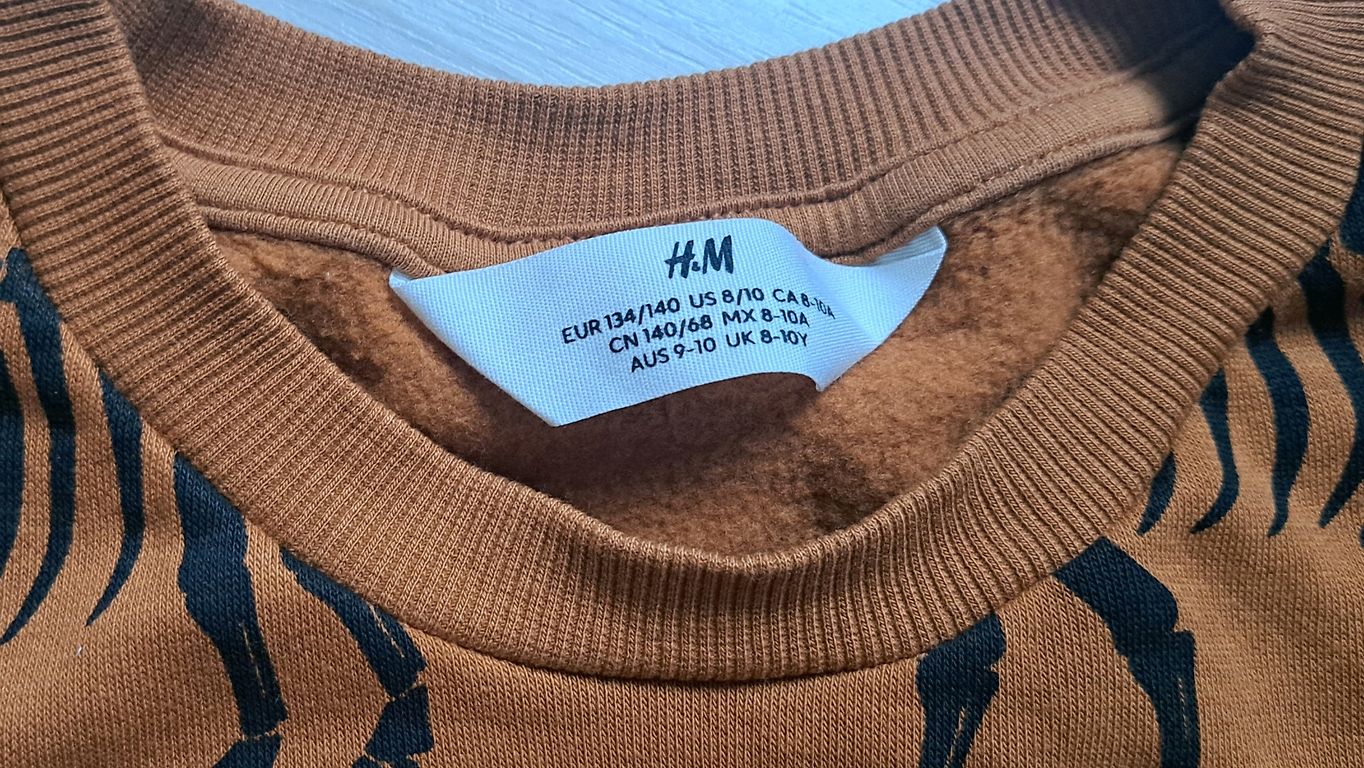 H&M
EUR 134/140 US 8/10 CA 8-10A
CN 140/68 MX 8-10A
AUS 9-10 UK 8-10Y